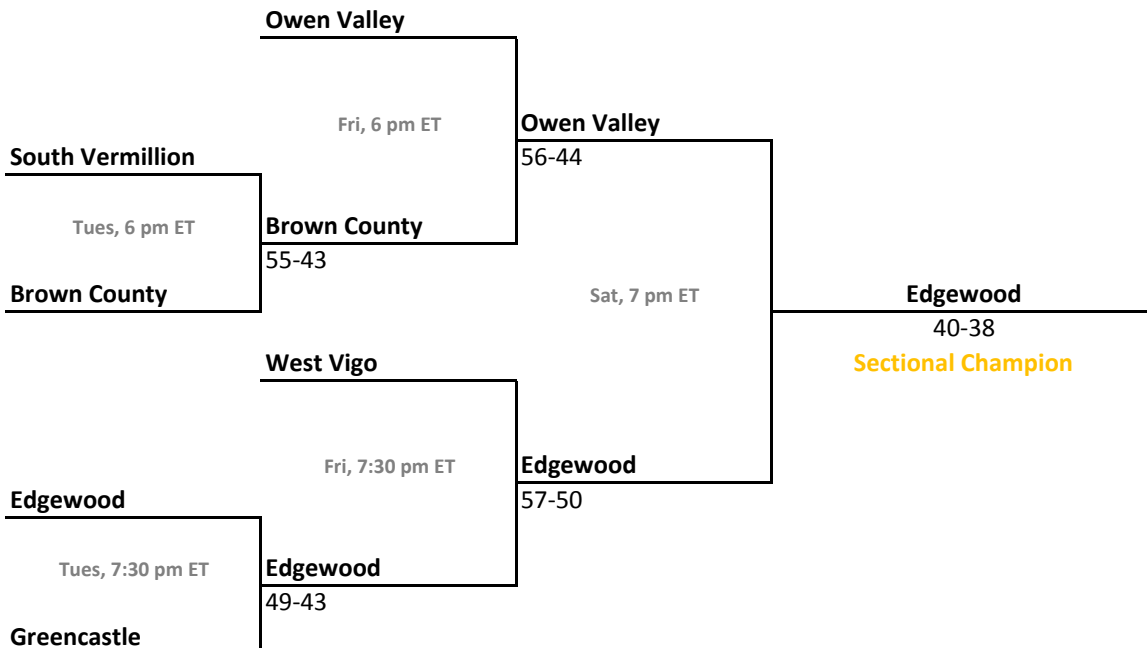 Owen Valley
Fri, 6 pm ET
Owen Valley
South Vermillion
56-44
Tues, 6 pm ET
Brown County
55-43
Brown County
Sat, 7 pm ET
Edgewood
40-38
West Vigo
Sectional Champion
Fri, 7:30 pm ET
Edgewood
Edgewood
57-50
Tues, 7:30 pm ET
Edgewood
49-43
Greencastle